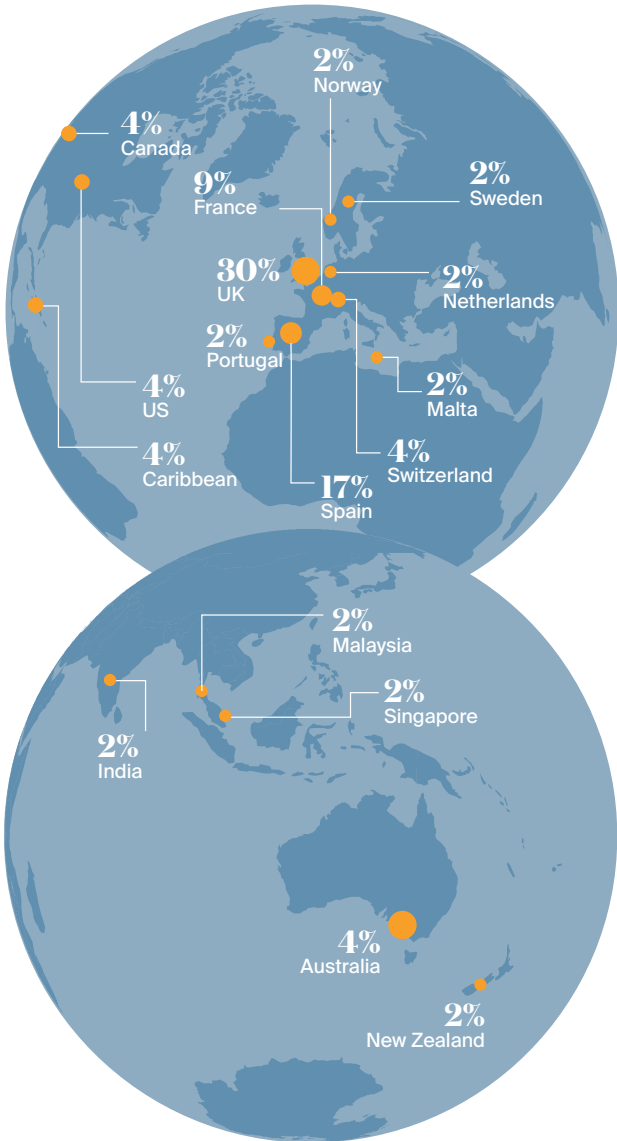 2%
Norway
4%
Canada
9%
France
2%
Sweden
30%
UK
2%
Netherlands
2%
Portugal
4%
US
2%
Malta
4%
Caribbean
4%
Switzerland
17%
Spain
2%
Malaysia
2%
Singapore
2%
India
4%
Australia
2%
New Zealand